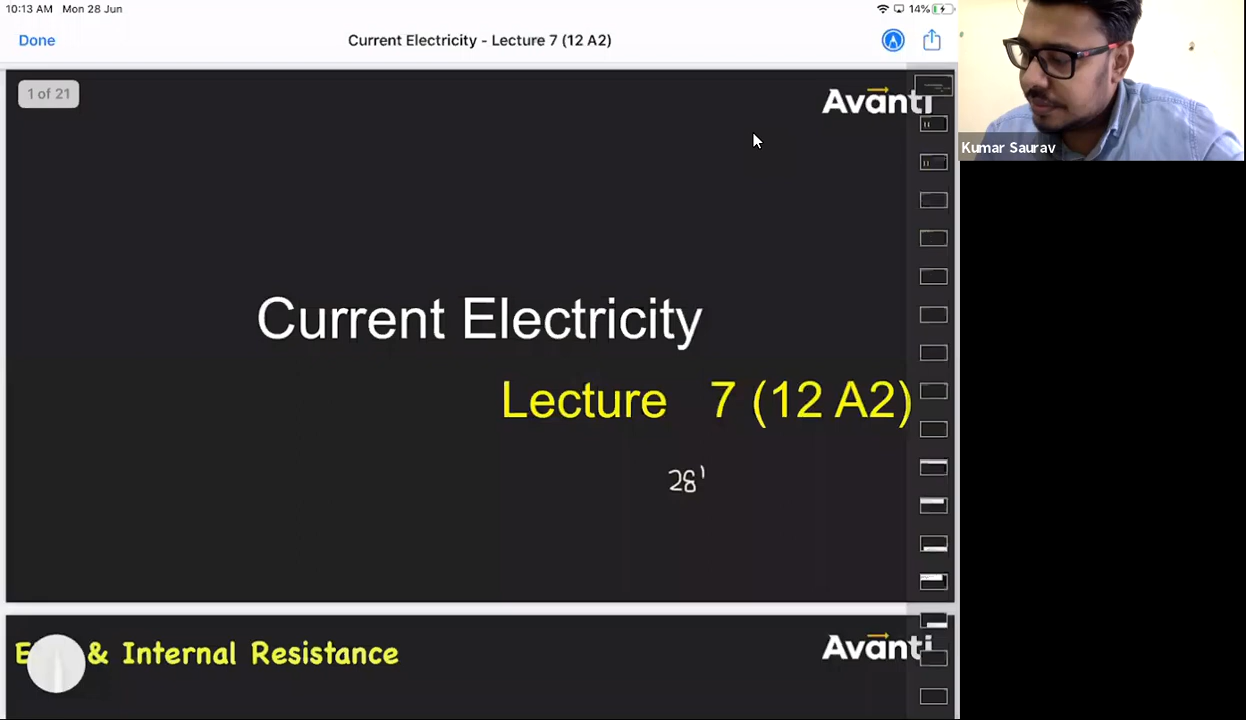 10:13 AM Mon 28 Jun
14%
Done
Current Electricity - Lecture 7 (12 A2)
1 of 21
Avanti
Kumar Saurav
Current Electricity
Lecture 7 (12 A2)
28'
& Internal Resistance
Avanti